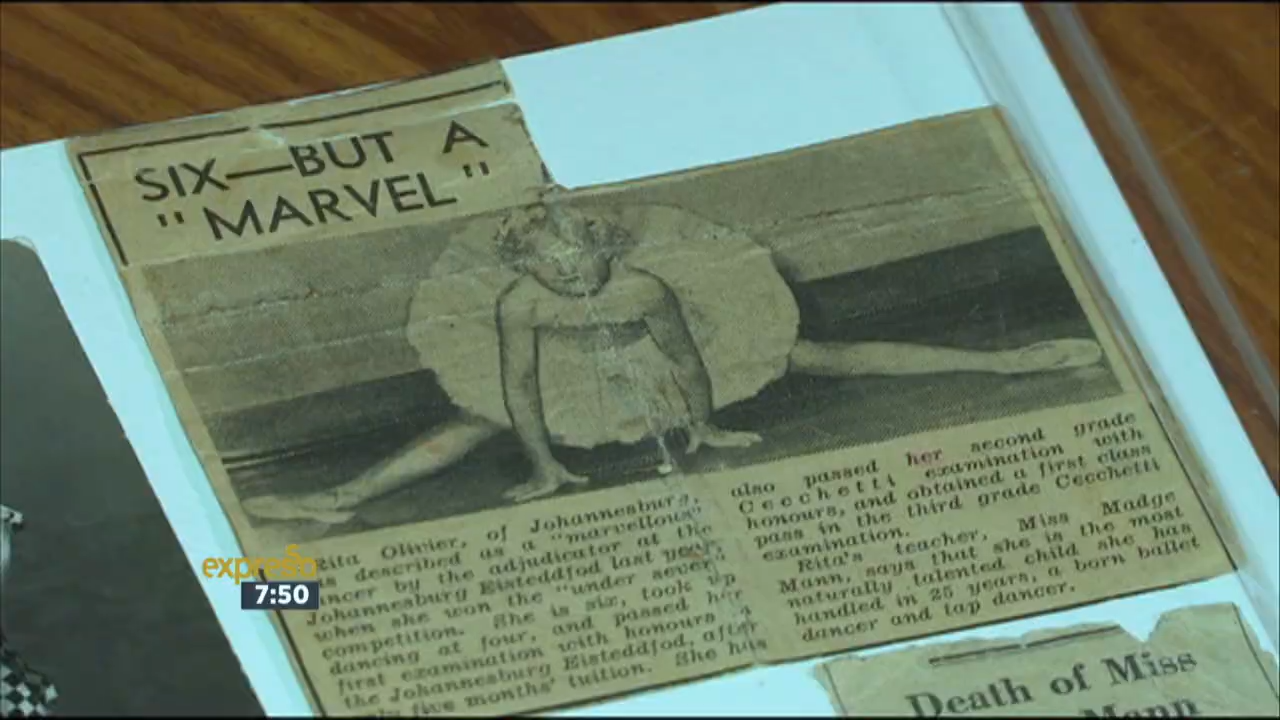 SIX—BUT A
"MARVEL"
Rita Olivier, of Johannesburg,
is described as a "marvellous"
dancer by the adjudicator at the
Johannesburg Eisteddfod last year,
when she won the "under seven"
competition. She is six, took up
dancing at four, and passed her
first examination with honours a
the Johannesburg Eisteddfod, after
only five months' tuition. She has
also passed her second grade
Cecchetti examination with
honours, and obtained a first class
pass in the third grade Cecchetti
examination.
Rita's teacher, Miss Madge
Mann, says that she is the most
naturally talented child she has
handled in 25 years, a born ballet
dancer and tap dancer.
Death of Miss
Mann
expresso
7:50